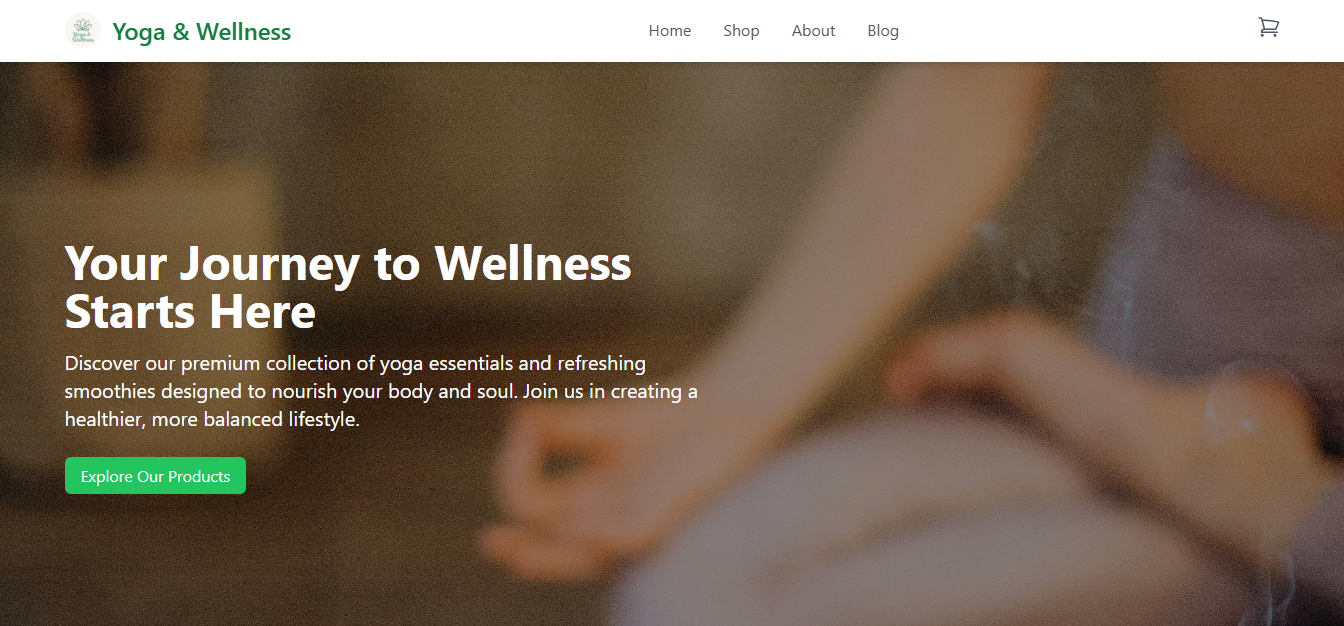 Yoga & Wellness
Yoga & Wellness
Home
Shop
About
Blog
Your Journey to Wellness
Starts Here
Discover our premium collection of yoga essentials and refreshing
smoothies designed to nourish your body and soul. Join us in creating a
healthier, more balanced lifestyle.
Explore Our Products